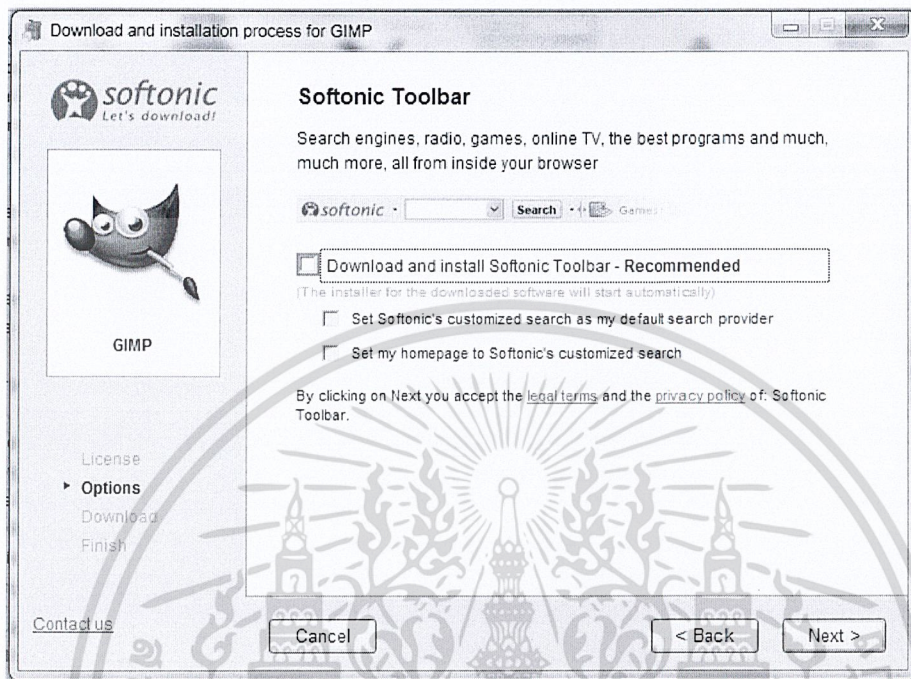 Download and installation process for GIMP
softonic
Let's download!
GIMP
License
Options
Download
Finish
Contact us
Softonic Toolbar
Search engines, radio, games, online TV, the best programs and much,
much more, all from inside your browser
softonic
Search
Games
Download and install Softonic Toolbar - Recommended
(The installer for the downloaded software will start automatically)
Set Softonic's customized search as my default search provider
Set my homepage to Softonic's customized search
By clicking on Next you accept the legal terms and the privacy policy of: Softonic
Toolbar.
Cancel
< Back
Next >